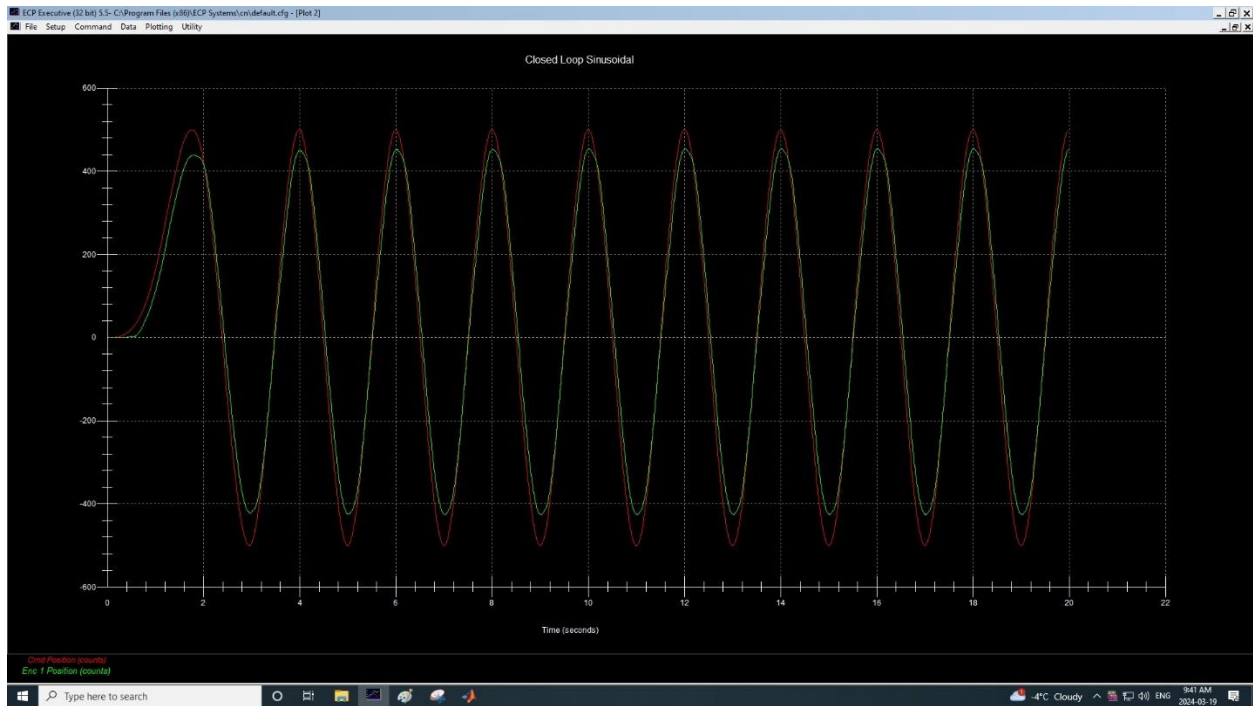 ECP Executive (32 bit) 5.5- C:\Program Files (x86)\ECP Systems\cn\default.cfg - [Plot 2]
File Setup Command Data Plotting Utility
Closed Loop Sinusoidal
600
400
200
0
-200
-400
-600
0 2 4 6 8 10 12 14 16 18 20 22
Time (seconds)
Cmd Position (counts)
Enc 1 Position (counts)
Type here to search
-4°C Cloudy
ENG
9:41 AM
2024-03-19